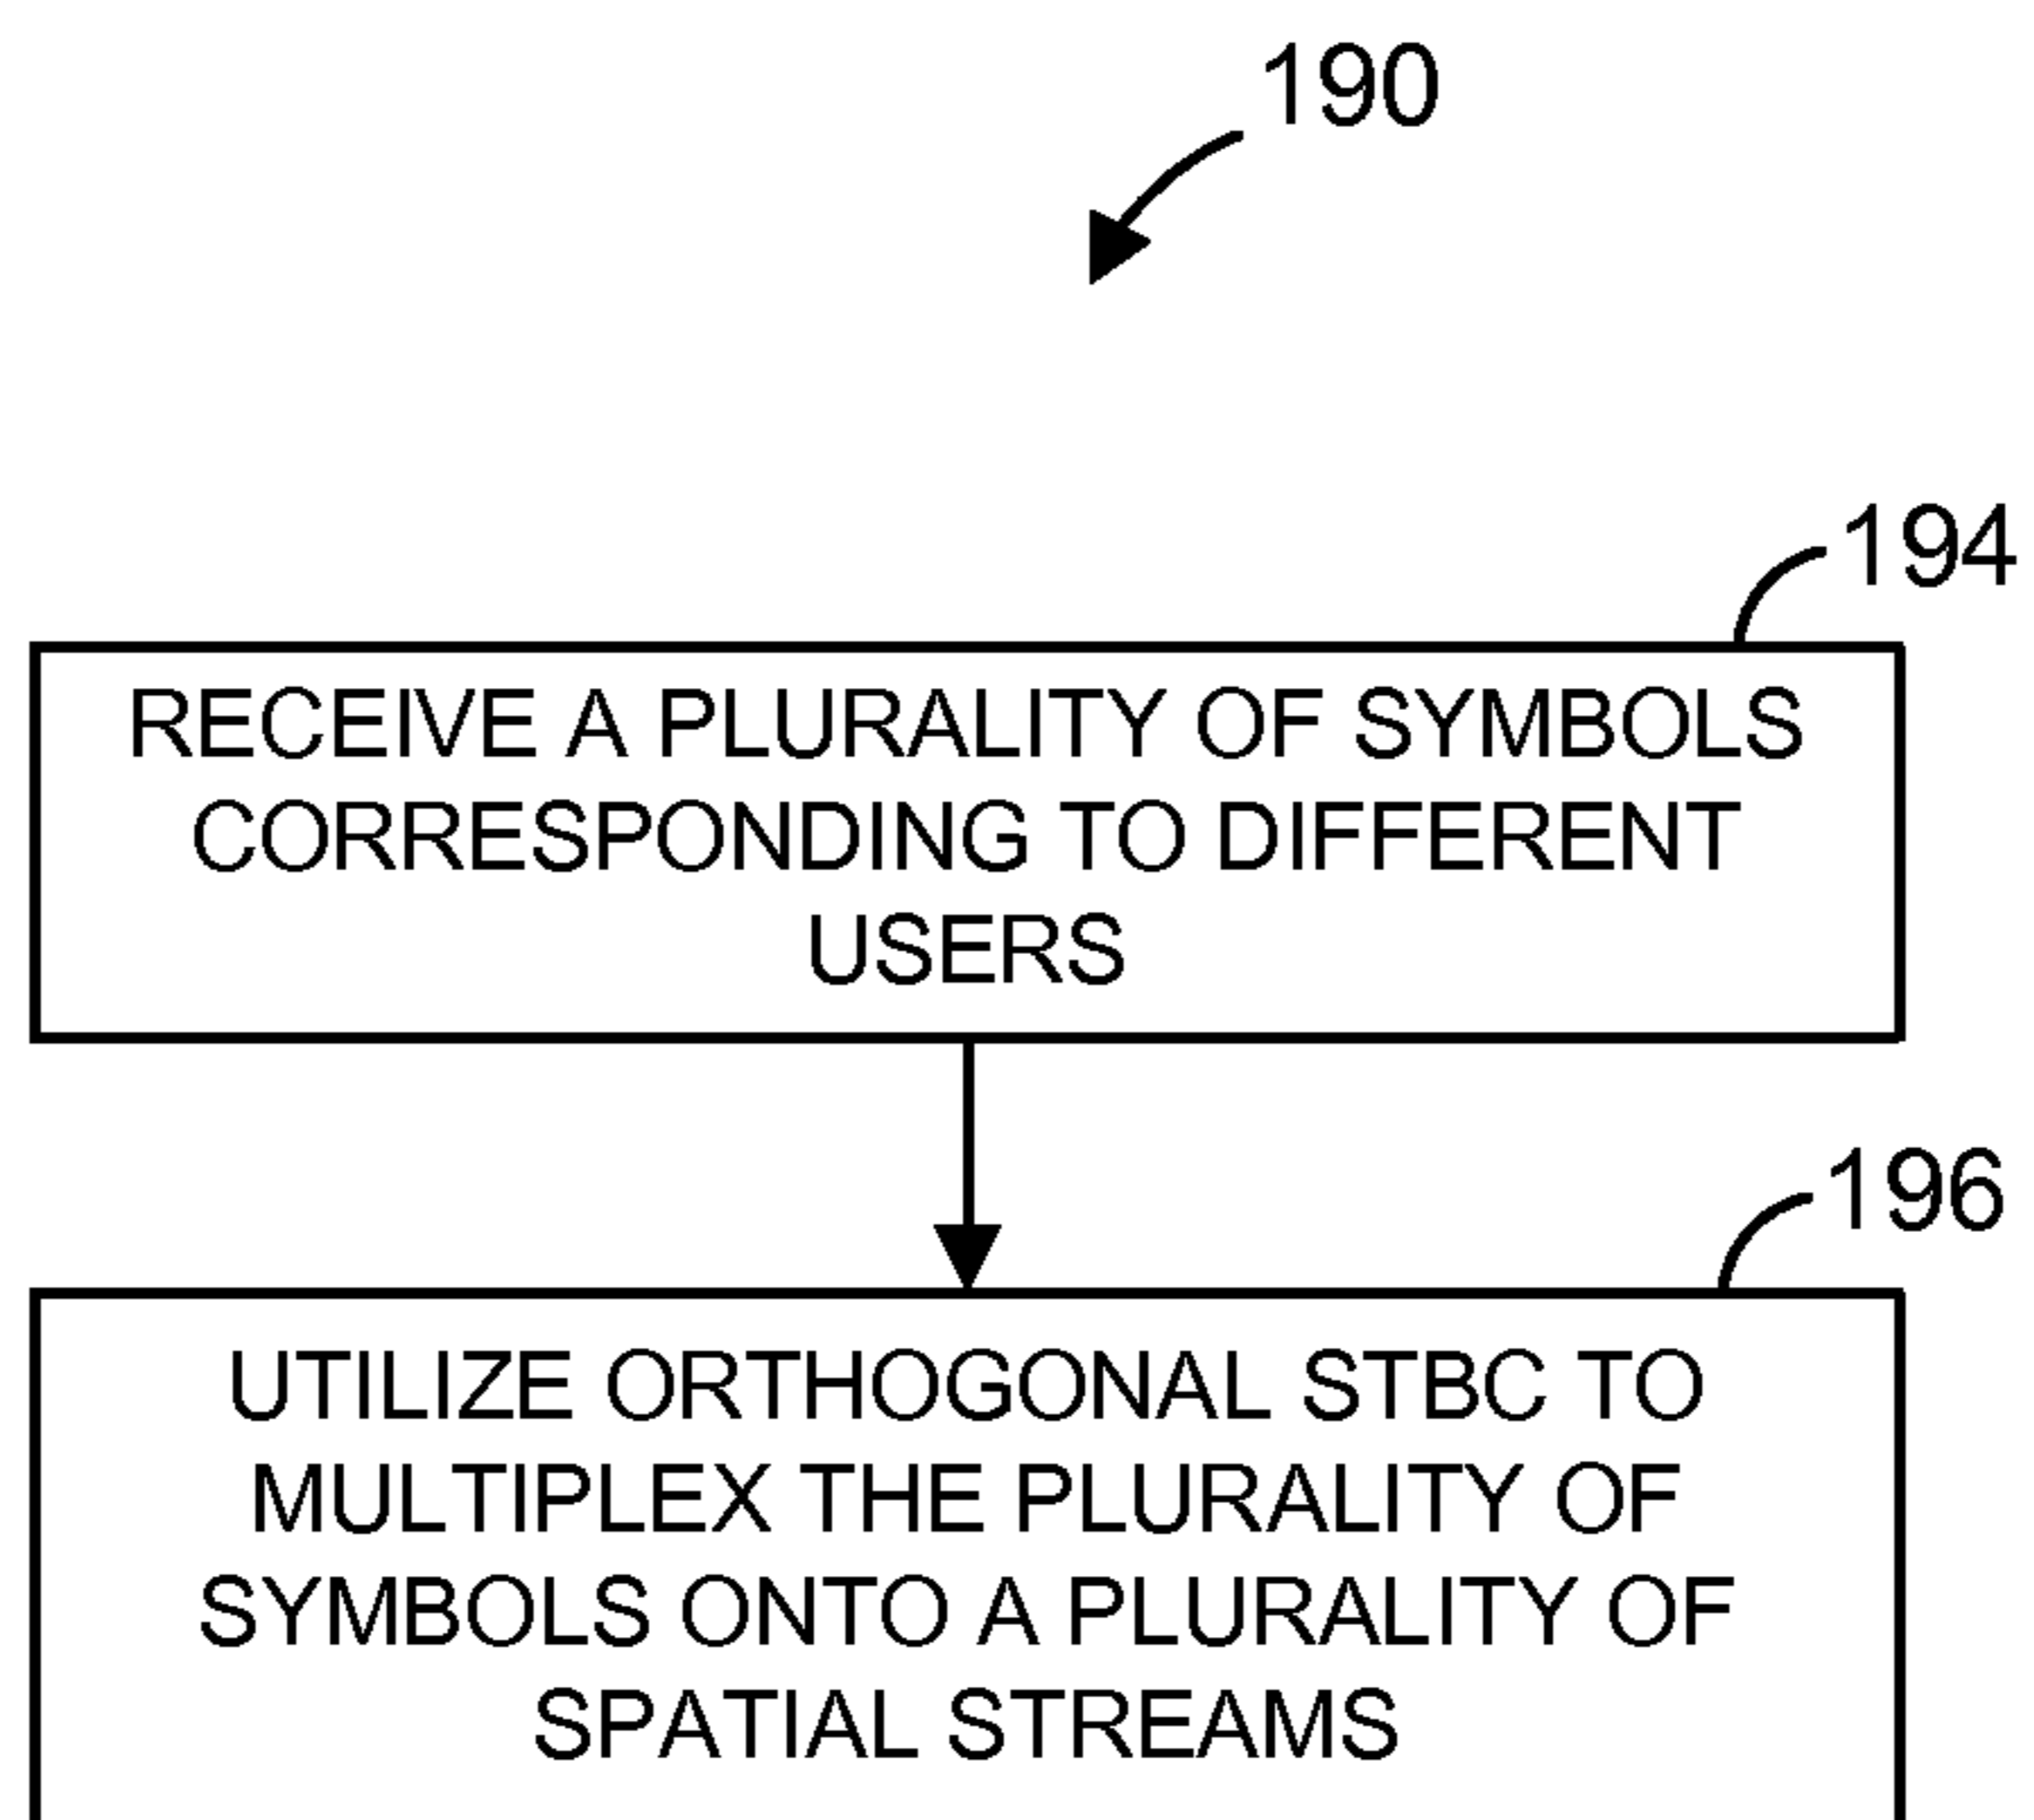 190
194
RECEIVE A PLURALITY OF SYMBOLS
CORRESPONDING TO DIFFERENT
USERS
196
UTILIZE ORTHOGONAL STBC TO
MULTIPLEX THE PLURALITY OF
SYMBOLS ONTO A PLURALITY OF
SPATIAL STREAMS